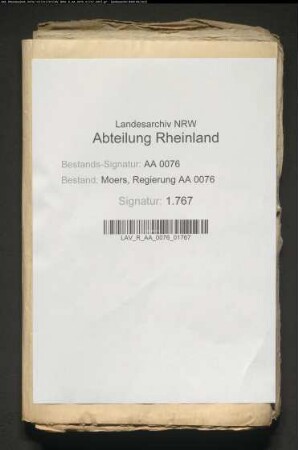 Landesarchiv NRW
Abteilung Rheinland
Bestands-Signatur: AA 0076
Bestand: Moers, Regierung AA 0076
Signatur: 1.767
LAV_R_AA_0076_01767